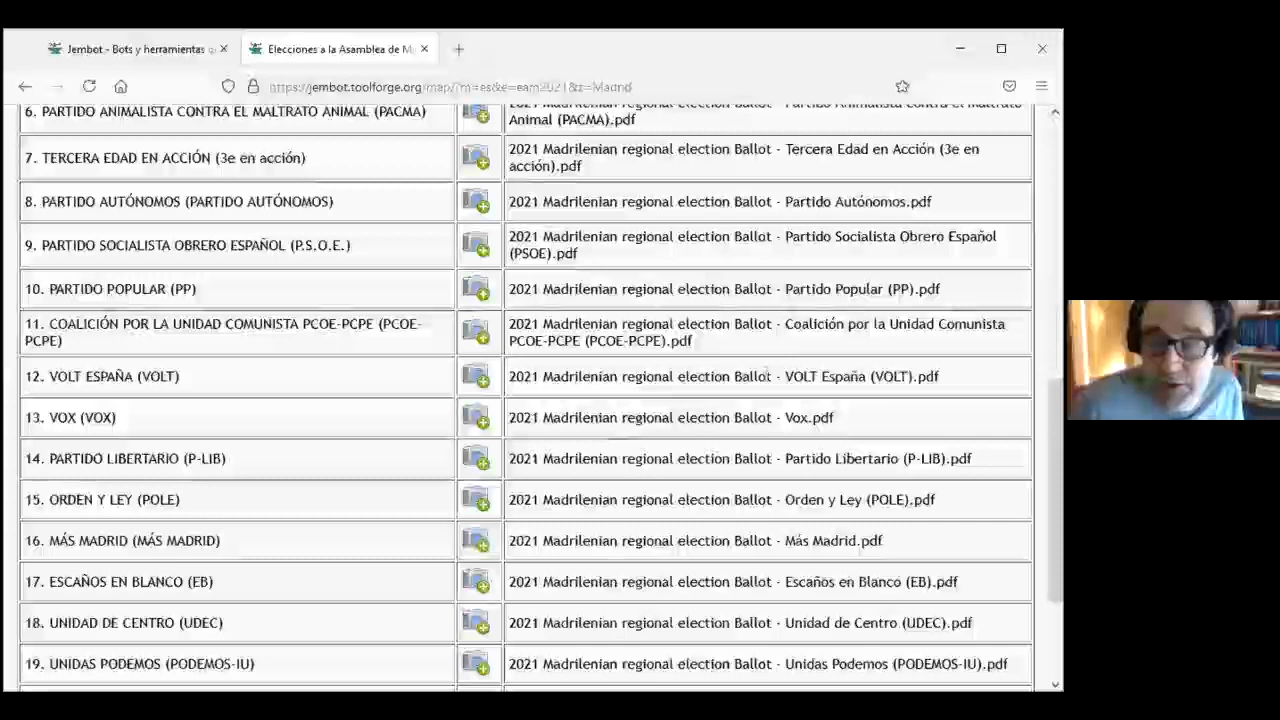 Jembot - Bots y herramientas
Elecciones a la Asamblea de M
https://jembot.toolforge.org/map/?m=es&e=eam2021&z=Madrid
6. PARTIDO ANIMALISTA CONTRA EL MALTRATO ANIMAL (PACMA)
2021 Madrilenian regional election Ballot - Partido Animalista Contra el Maltrato
Animal (PACMA).pdf
7. TERCERA EDAD EN ACCIÓN (3e en acción)
2021 Madrilenian regional election Ballot - Tercera Edad en Acción (3e en
acción).pdf
8. PARTIDO AUTÓNOMOS (PARTIDO AUTÓNOMOS)
2021 Madrilenian regional election Ballot - Partido Autónomos.pdf
9. PARTIDO SOCIALISTA OBRERO ESPAÑOL (P.S.O.E.)
2021 Madrilenian regional election Ballot - Partido Socialista Obrero Español
(PSOE).pdf
10. PARTIDO POPULAR (PP)
2021 Madrilenian regional election Ballot - Partido Popular (PP).pdf
11. COALICIÓN POR LA UNIDAD COMUNISTA PCOE-PCPE (PCOE-
PCPE)
2021 Madrilenian regional election Ballot - Coalición por la Unidad Comunista
PCOE-PCPE (PCOE-PCPE).pdf
12. VOLT ESPAÑA (VOLT)
2021 Madrilenian regional election Ballot - VOLT España (VOLT).pdf
13. VOX (VOX)
2021 Madrilenian regional election Ballot - Vox.pdf
14. PARTIDO LIBERTARIO (P-LIB)
2021 Madrilenian regional election Ballot - Partido Libertario (P-LIB).pdf
15. ORDEN Y LEY (POLE)
2021 Madrilenian regional election Ballot - Orden y Ley (POLE).pdf
16. MÁS MADRID (MÁS MADRID)
2021 Madrilenian regional election Ballot - Más Madrid.pdf
17. ESCAÑOS EN BLANCO (EB)
2021 Madrilenian regional election Ballot - Escaños en Blanco (EB).pdf
18. UNIDAD DE CENTRO (UDEC)
2021 Madrilenian regional election Ballot - Unidad de Centro (UDEC).pdf
19. UNIDAS PODEMOS (PODEMOS-IU)
2021 Madrilenian regional election Ballot - Unidas Podemos (PODEMOS-IU).pdf